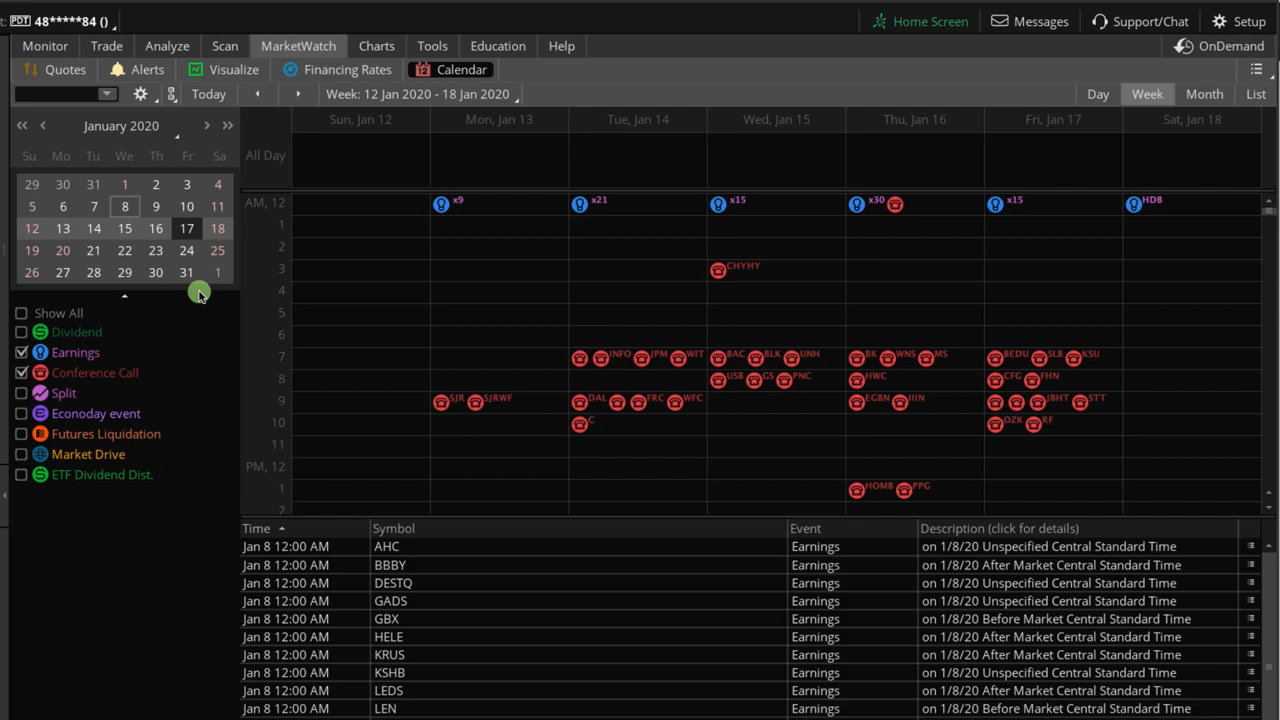 t: PDT 48*****84 () Home Screen Messages Support/Chat Setup
Monitor Trade Analyze Scan MarketWatch Charts Tools Education Help OnDemand
Quotes Alerts Visualize Financing Rates 12 Calendar
Today Week: 12 Jan 2020 - 18 Jan 2020 Day Week Month List
January 2020
Su Mo Tu We Th Fr Sa
29 30 31 1 2 3 4
5 6 7 8 9 10 11
12 13 14 15 16 17 18
19 20 21 22 23 24 25
26 27 28 29 30 31 1
Show All
Dividend
Earnings
Conference Call
Split
Econoday event
Futures Liquidation
Market Drive
ETF Dividend Dist.
Sun, Jan 12 Mon, Jan 13 Tue, Jan 14 Wed, Jan 15 Thu, Jan 16 Fri, Jan 17 Sat, Jan 18
All Day
AM, 12 x9 x21 x15 x30 x15 HDB
1
2
3 CHYHY
4
5
6
7 INFO JPM WIT BAC BLK UNH BK WNS MS BEDU SLB KSU
8 USB GS PNC HWC CFG FHN
9 SJR SJRWF DAL FRC WFC EGBN IIIN JBHT STT
10 C OZK RF
11
PM, 12
1 HOMB PPG
2
Time Symbol Event Description (click for details)
Jan 8 12:00 AM AHC Earnings on 1/8/20 Unspecified Central Standard Time
Jan 8 12:00 AM BBBY Earnings on 1/8/20 After Market Central Standard Time
Jan 8 12:00 AM DESTQ Earnings on 1/8/20 Unspecified Central Standard Time
Jan 8 12:00 AM GADS Earnings on 1/8/20 Unspecified Central Standard Time
Jan 8 12:00 AM GBX Earnings on 1/8/20 Before Market Central Standard Time
Jan 8 12:00 AM HELE Earnings on 1/8/20 After Market Central Standard Time
Jan 8 12:00 AM KRUS Earnings on 1/8/20 After Market Central Standard Time
Jan 8 12:00 AM KSHB Earnings on 1/8/20 Unspecified Central Standard Time
Jan 8 12:00 AM LEDS Earnings on 1/8/20 After Market Central Standard Time
Jan 8 12:00 AM LEN Earnings on 1/8/20 Before Market Central Standard Time